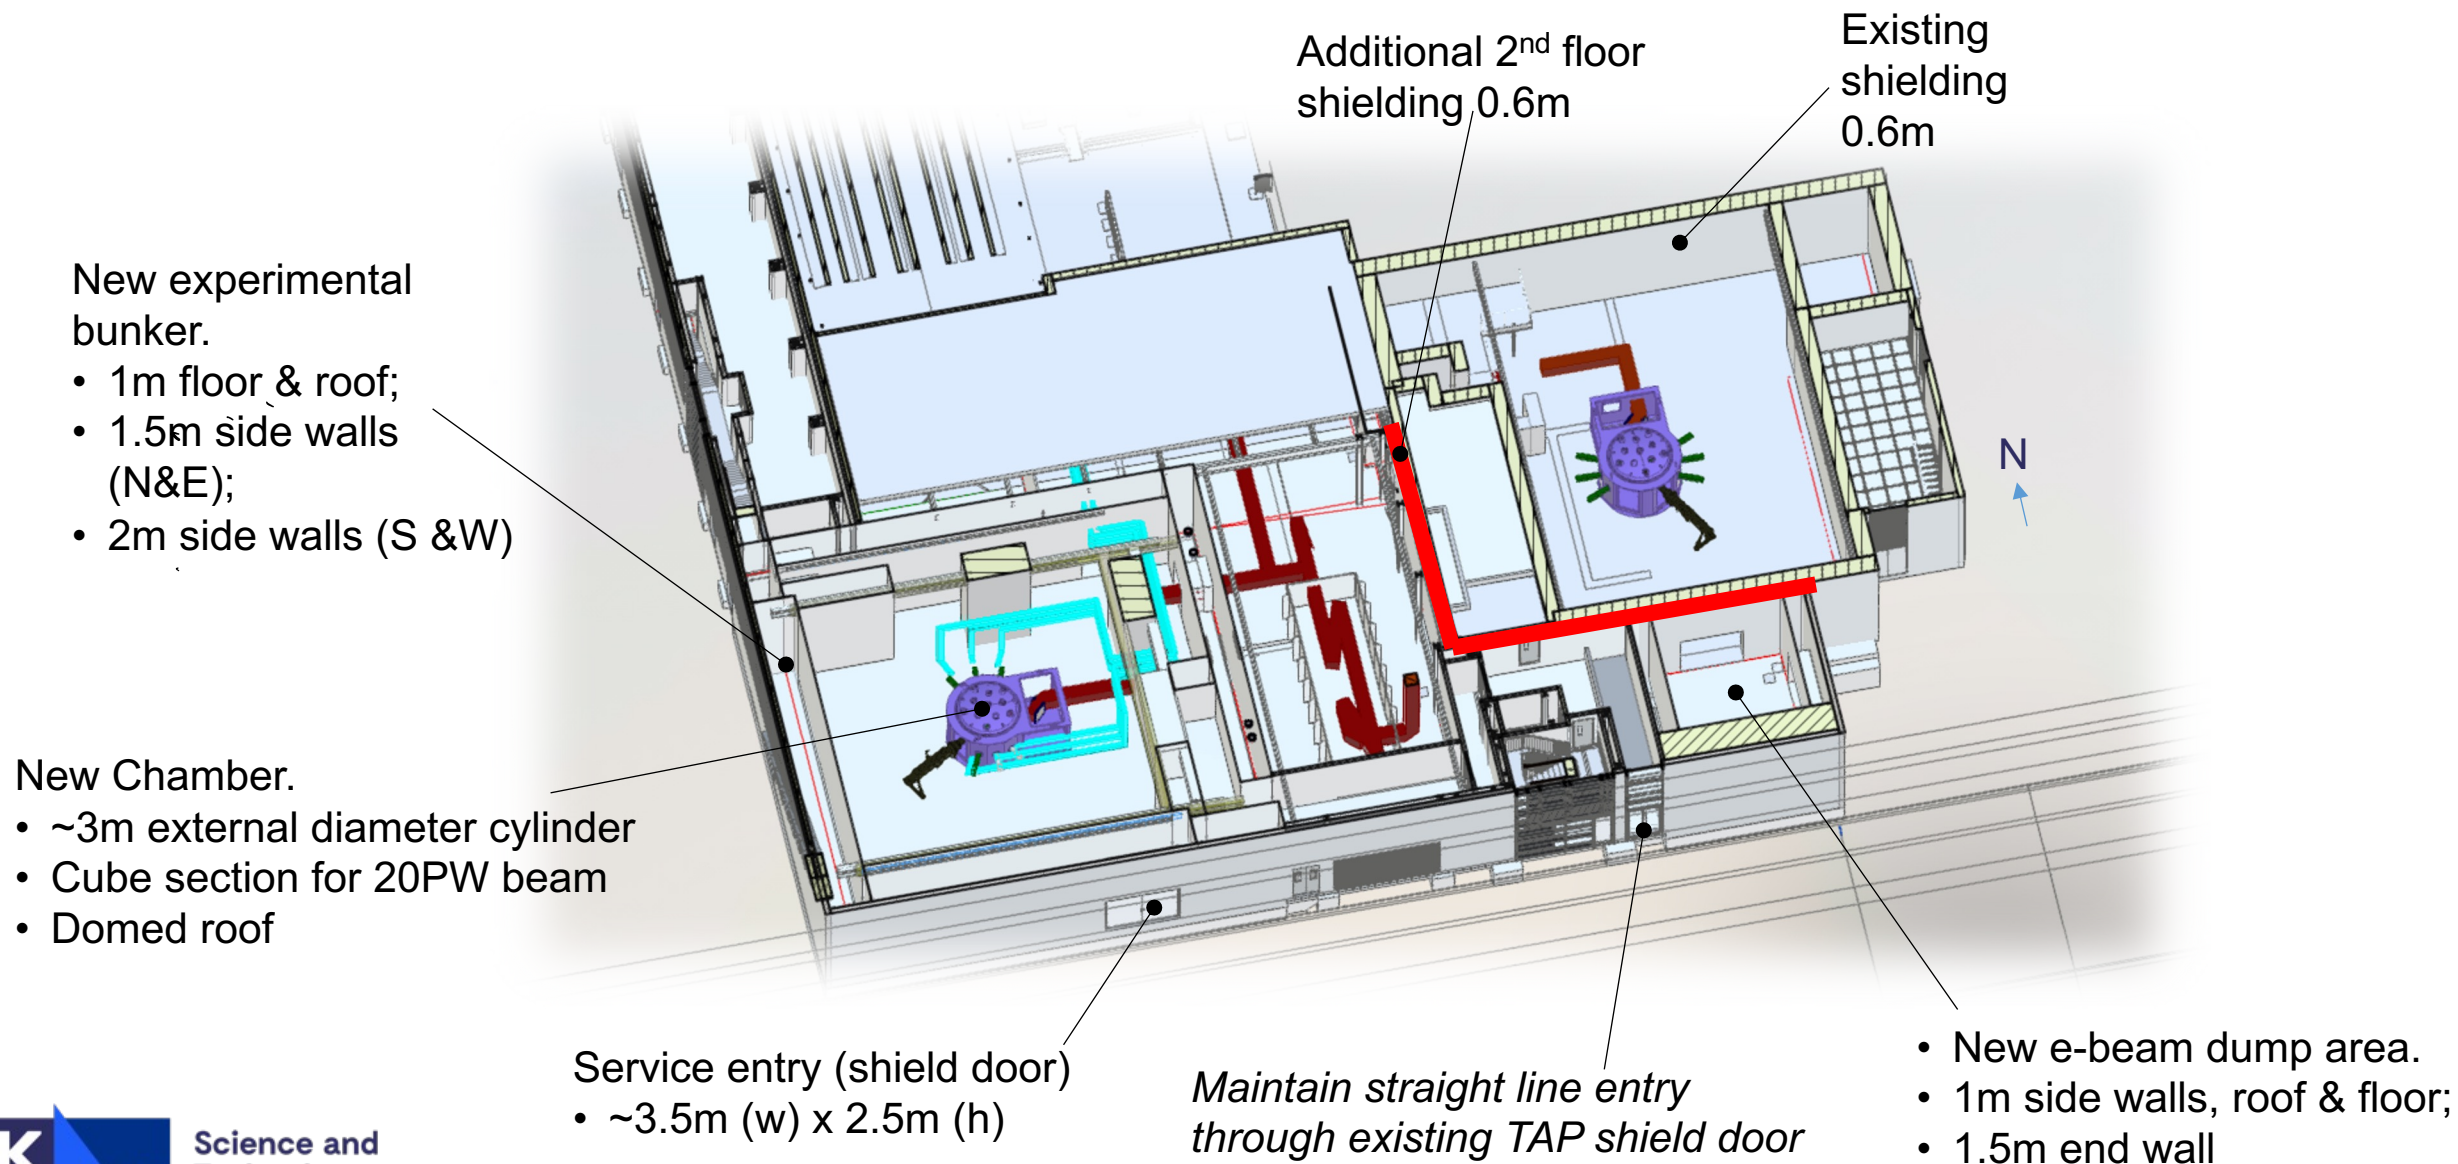 Additional 2nd floor
shielding 0.6m
Existing
shielding
0.6m
New experimental
bunker.
• 1m floor & roof;
• 1.5m side walls
(N&E);
• 2m side walls (S &W)
N
New Chamber.
• ~3m external diameter cylinder
• Cube section for 20PW beam
• Domed roof
Service entry (shield door)
• ~3.5m (w) x 2.5m (h)
Maintain straight line entry
through existing TAP shield door
• New e-beam dump area.
• 1m side walls, roof & floor;
• 1.5m end wall
Science and